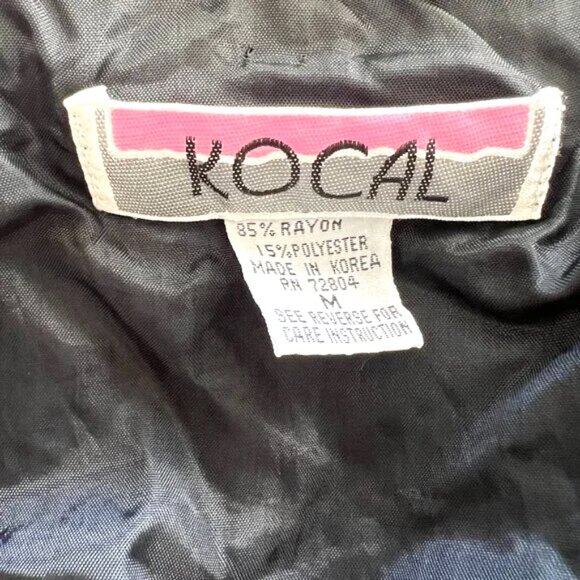 KOCAL
85% RAYON
15%POLYESTER
MADE IN KOREA
RN 72804
M
SEE REVERSE FOR
CARE INSTRUCTION